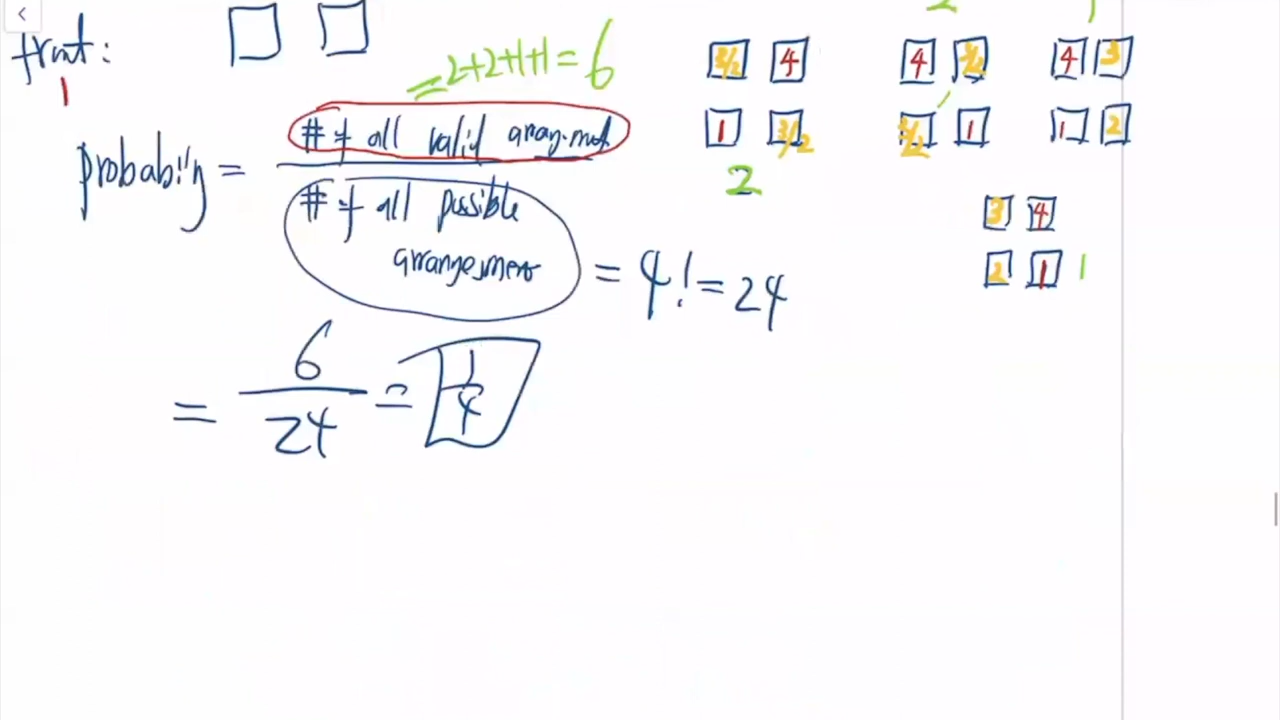 front:
1
2+2+1+1=6
probability =
# of all valid arrangement
# of all possible
arrangement
= 4! = 24
= 6/24 = 1/4
3/2 4
1 3/2
2
4 3/2
3/2 1
4 3
1 2
3 4
2 1 1